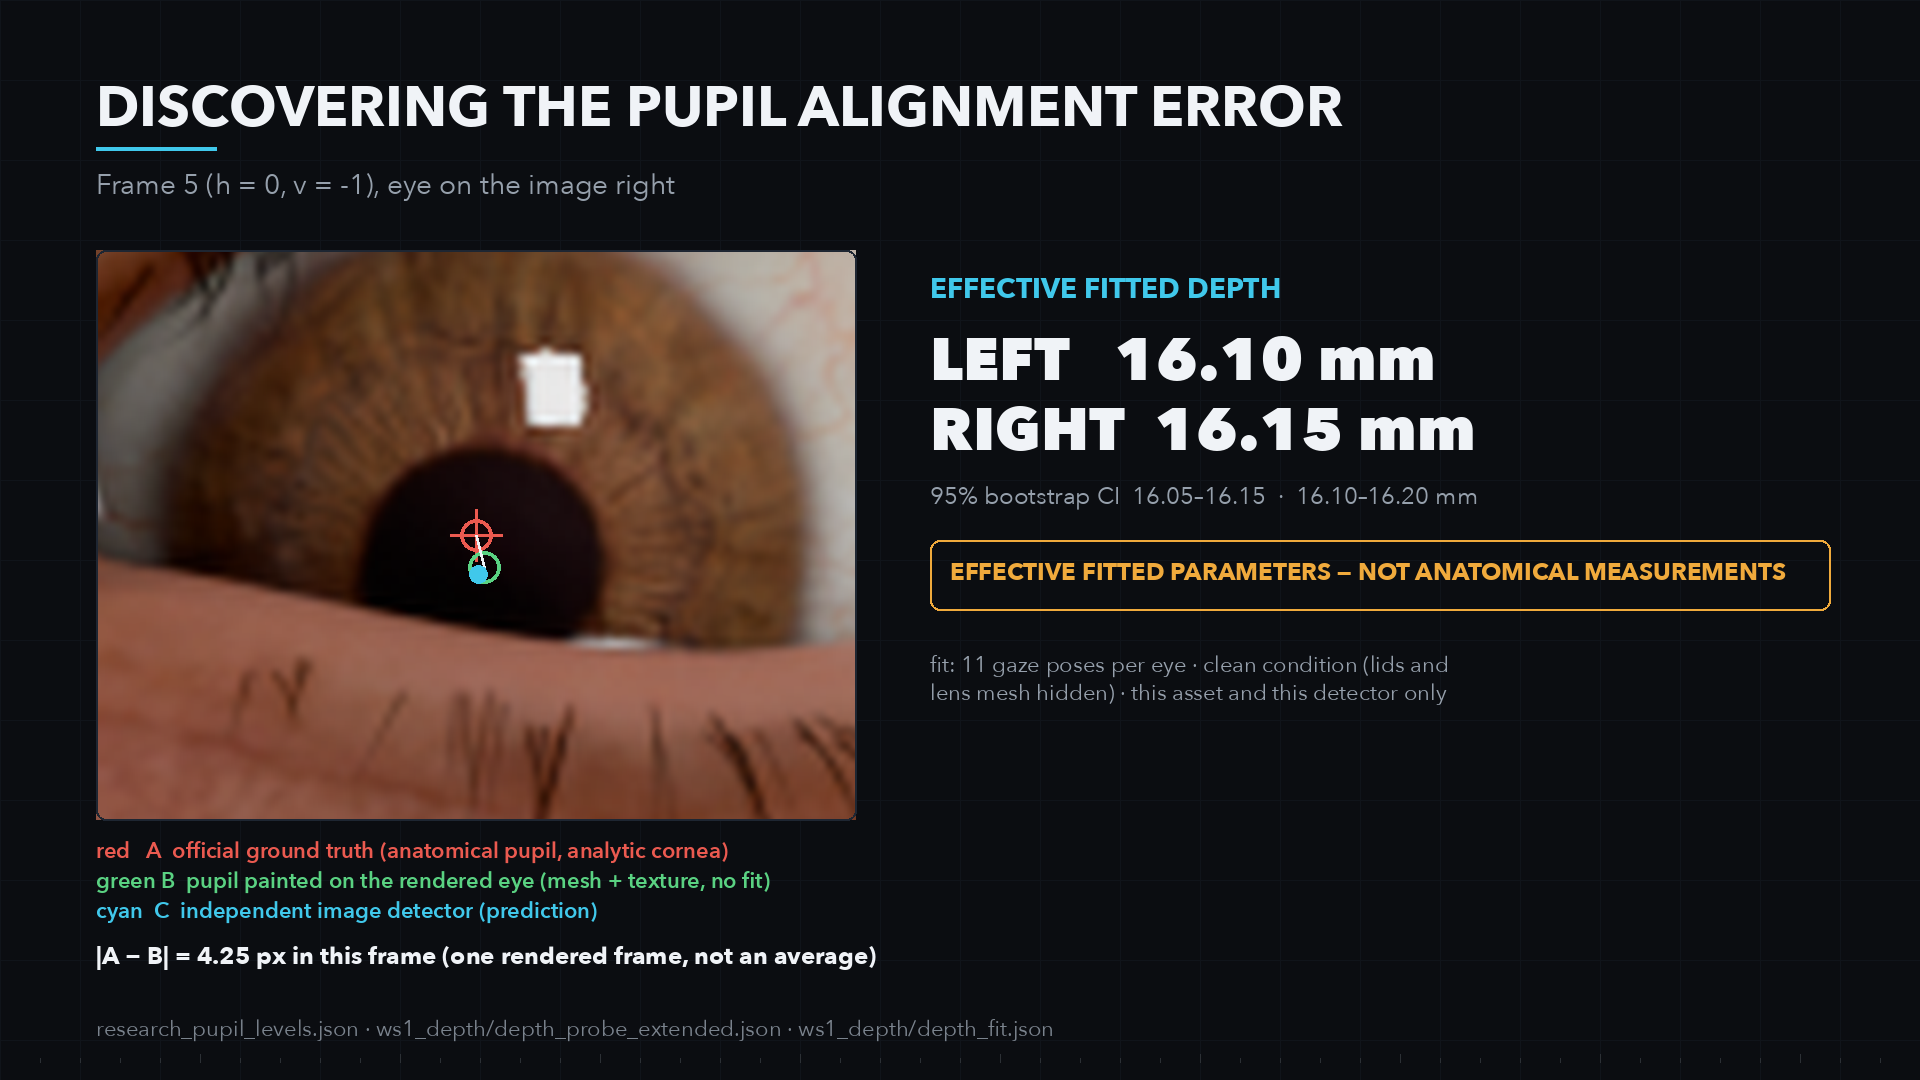 DISCOVERING THE PUPIL ALIGNMENT ERROR
Frame 5 (h = 0, v = -1), eye on the image right
EFFECTIVE FITTED DEPTH
LEFT 16.10 mm
RIGHT 16.15 mm
95% bootstrap CI 16.05–16.15 · 16.10–16.20 mm
EFFECTIVE FITTED PARAMETERS – NOT ANATOMICAL MEASUREMENTS
fit: 11 gaze poses per eye · clean condition (lids and
lens mesh hidden) · this asset and this detector only
red A official ground truth (anatomical pupil, analytic cornea)
green B pupil painted on the rendered eye (mesh + texture, no fit)
cyan C independent image detector (prediction)
|A − B| = 4.25 px in this frame (one rendered frame, not an average)
research_pupil_levels.json · ws1_depth/depth_probe_extended.json · ws1_depth/depth_fit.json